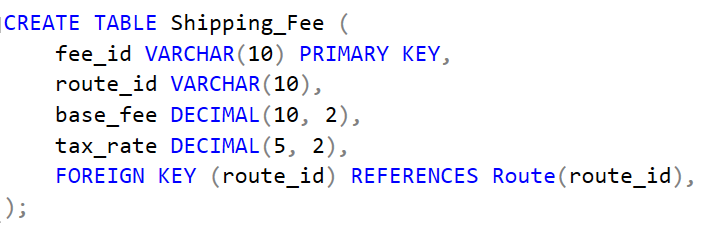 CREATE TABLE Shipping_Fee (
    fee_id VARCHAR(10) PRIMARY KEY,
    route_id VARCHAR(10),
    base_fee DECIMAL(10, 2),
    tax_rate DECIMAL(5, 2),
    FOREIGN KEY (route_id) REFERENCES Route(route_id),
);